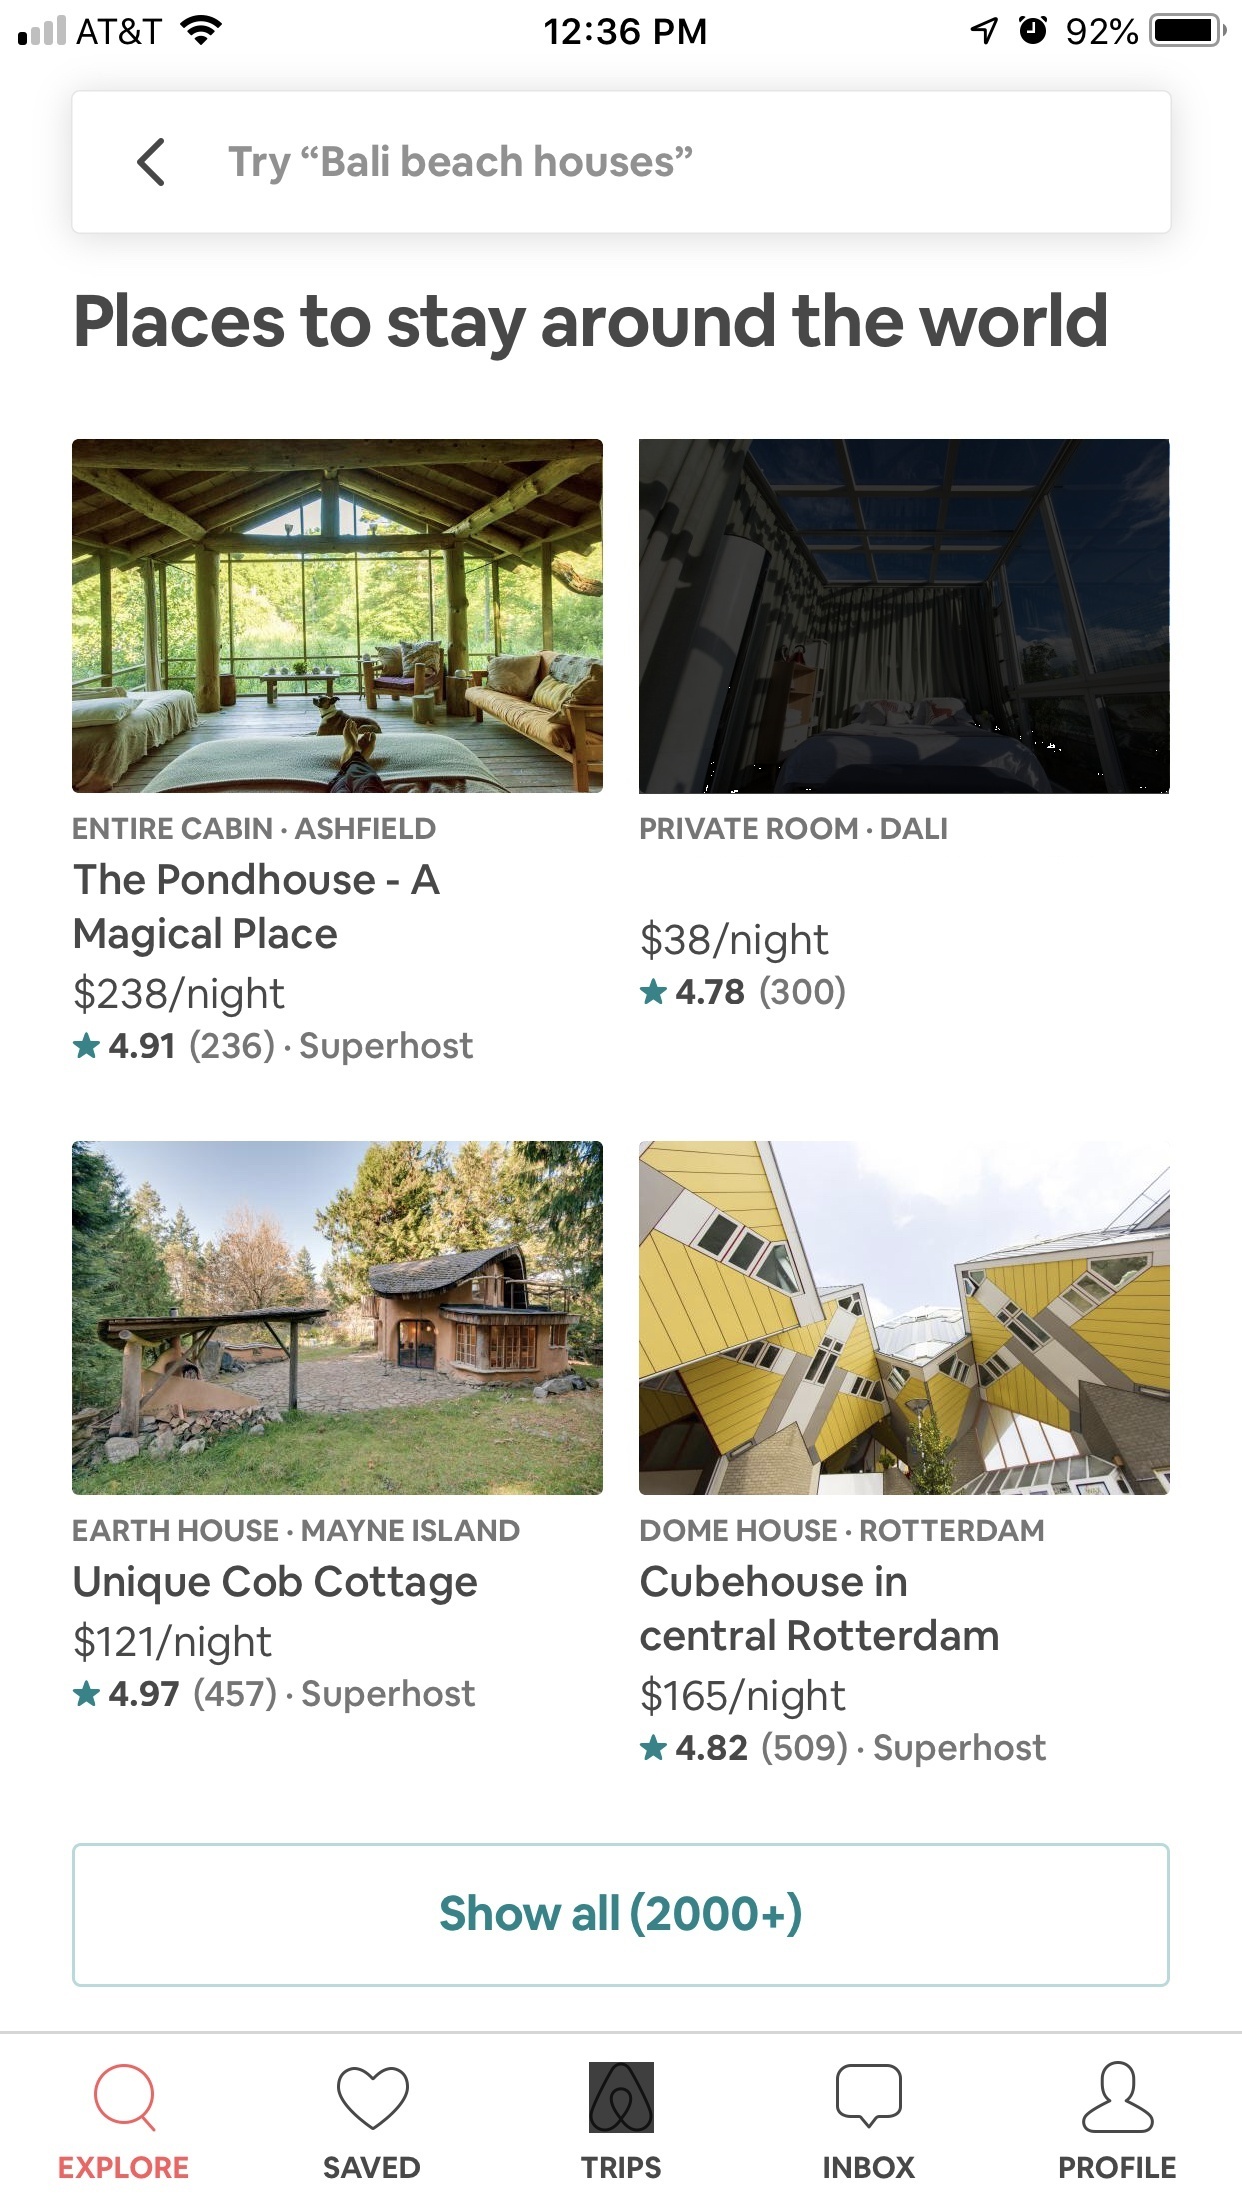 AT&T 12:36 PM 92%
Try “Bali beach houses”
Places to stay around the world
ENTIRE CABIN · ASHFIELD
The Pondhouse - A
Magical Place
$238/night
4.91 (236) · Superhost
PRIVATE ROOM · DALI
$38/night
4.78 (300)
EARTH HOUSE · MAYNE ISLAND
Unique Cob Cottage
$121/night
4.97 (457) · Superhost
DOME HOUSE · ROTTERDAM
Cubehouse in
central Rotterdam
$165/night
4.82 (509) · Superhost
Show all (2000+)
EXPLORE SAVED TRIPS INBOX PROFILE